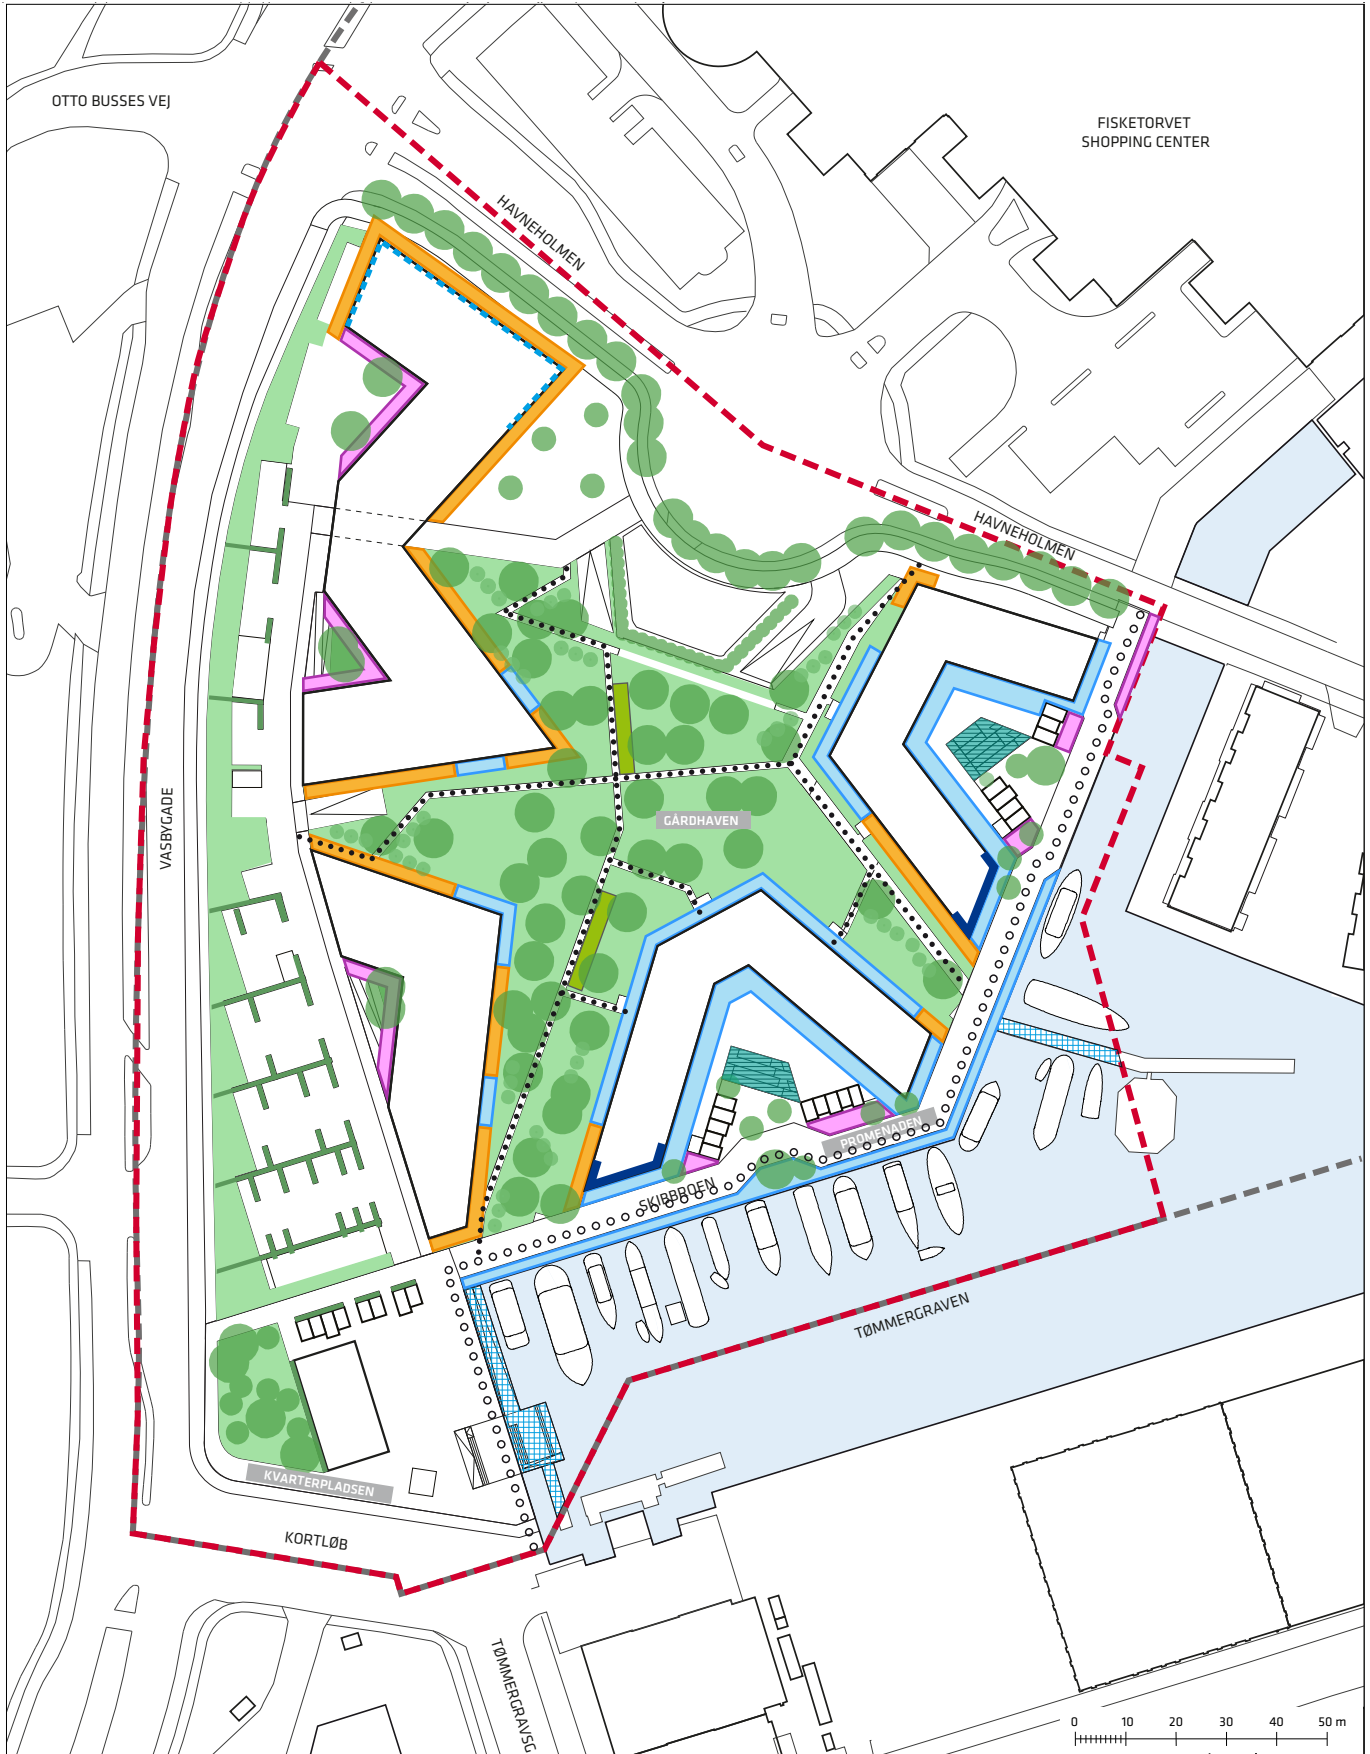 OTTO BUSSES VEJ
FISKETORVET
SHOPPING CENTER
HAVNEHOLMEN
HAVNEHOLMEN
VASBYGADE
GÅRDHAVEN
PROMENADEN
SKIBBROEN
TØMMERGRAVEN
KVARTERPLADSEN
KORTLØB
TØMMERGRAVSG
0 10 20 30 40 50 m